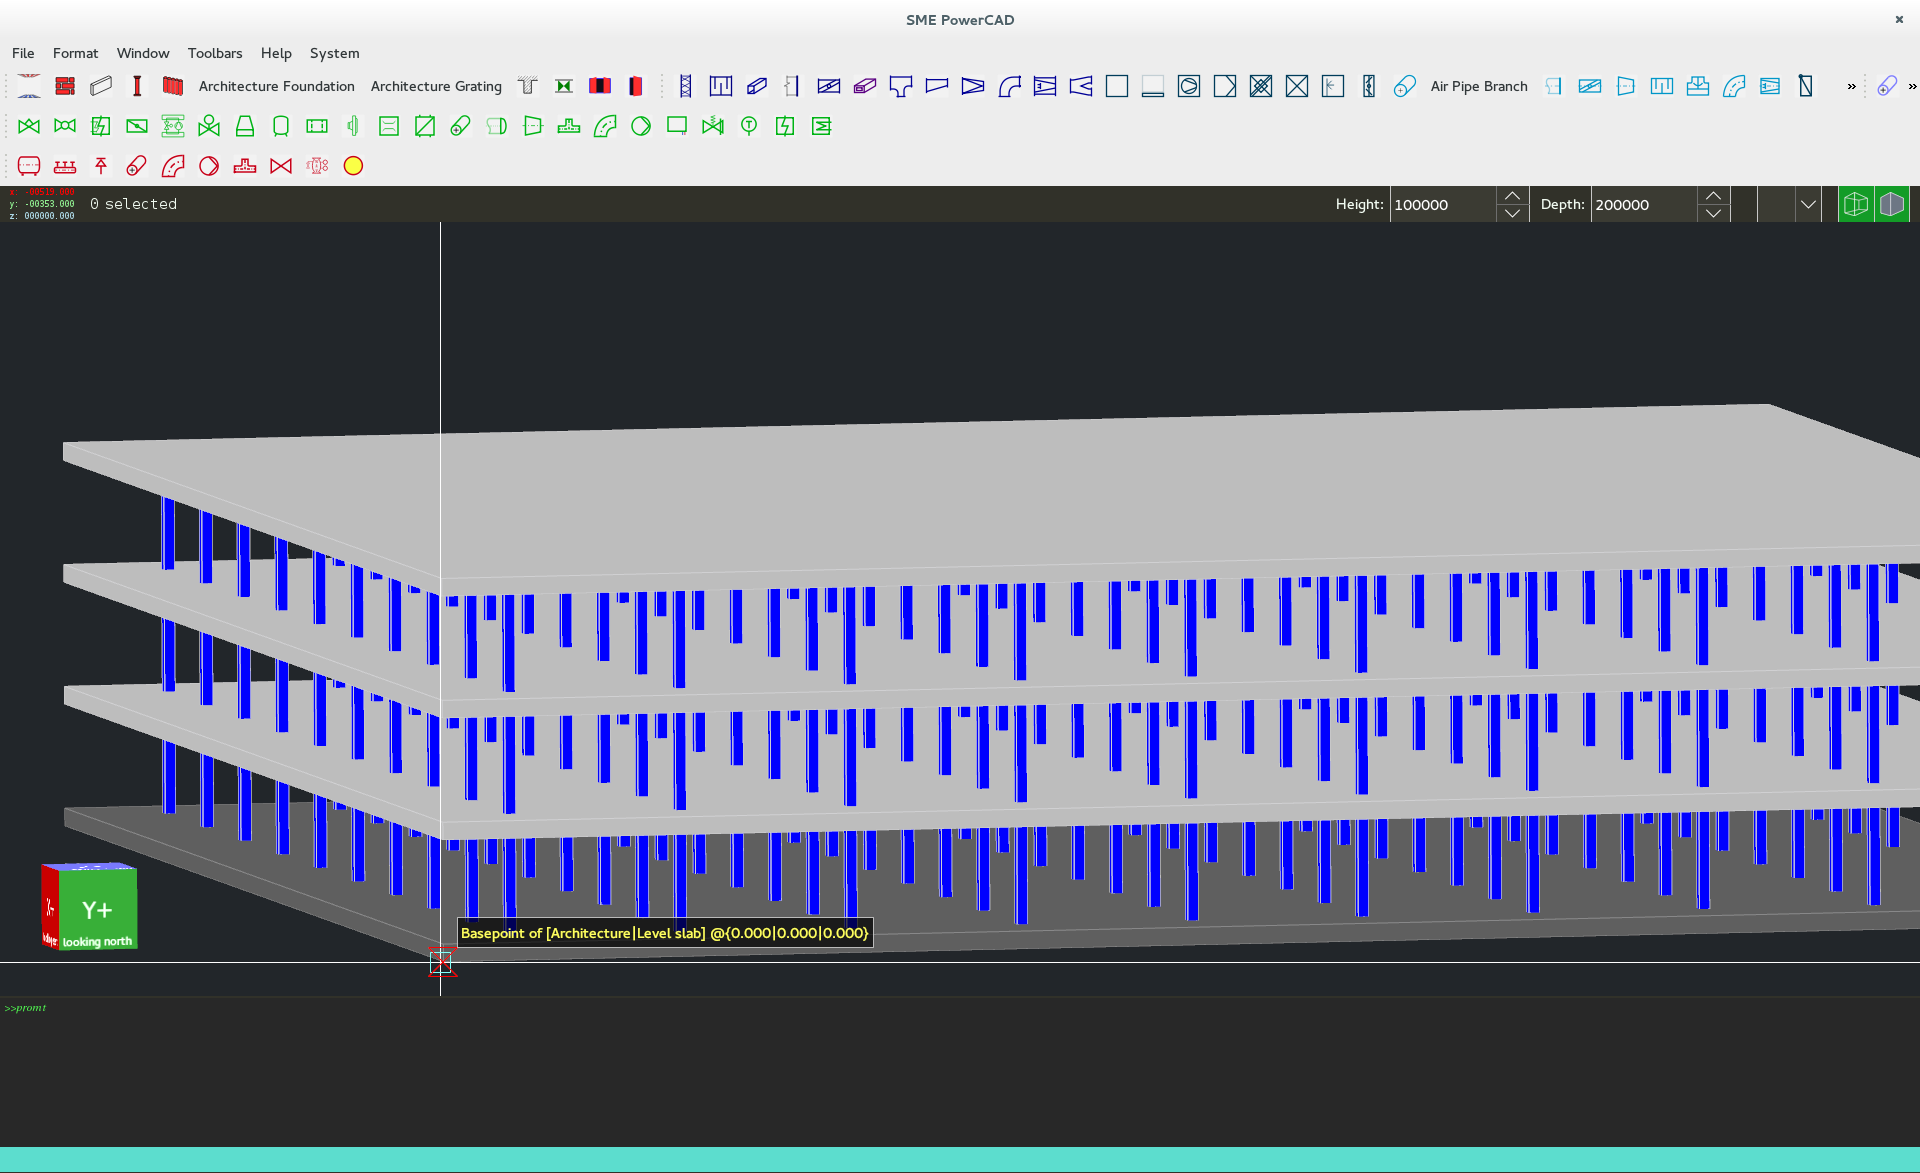 SME PowerCAD
File Format Window Toolbars Help System
Architecture Foundation Architecture Grating Air Pipe Branch
x: -00519.000
y: -00353.000
z: 000000.000
0 selected
Height: 100000 Depth: 200000
Y+
looking north
Basepoint of [Architecture|Level slab] @{0.000|0.000|0.000}
>>promt